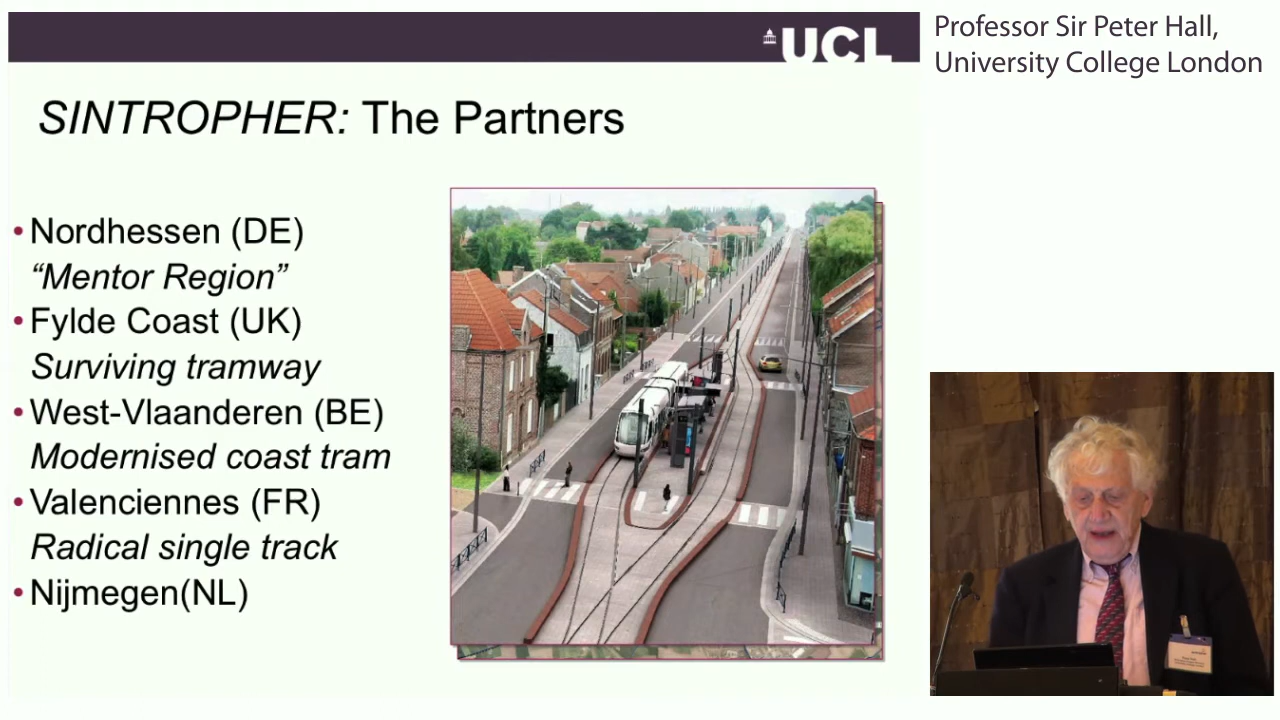 UCL
Professor Sir Peter Hall,
University College London
SINTROPHER: The Partners
•Nordhessen (DE)
“Mentor Region”
•Fylde Coast (UK)
Surviving tramway
•West-Vlaanderen (BE)
Modernised coast tram
•Valenciennes (FR)
Radical single track
•Nijmegen(NL)